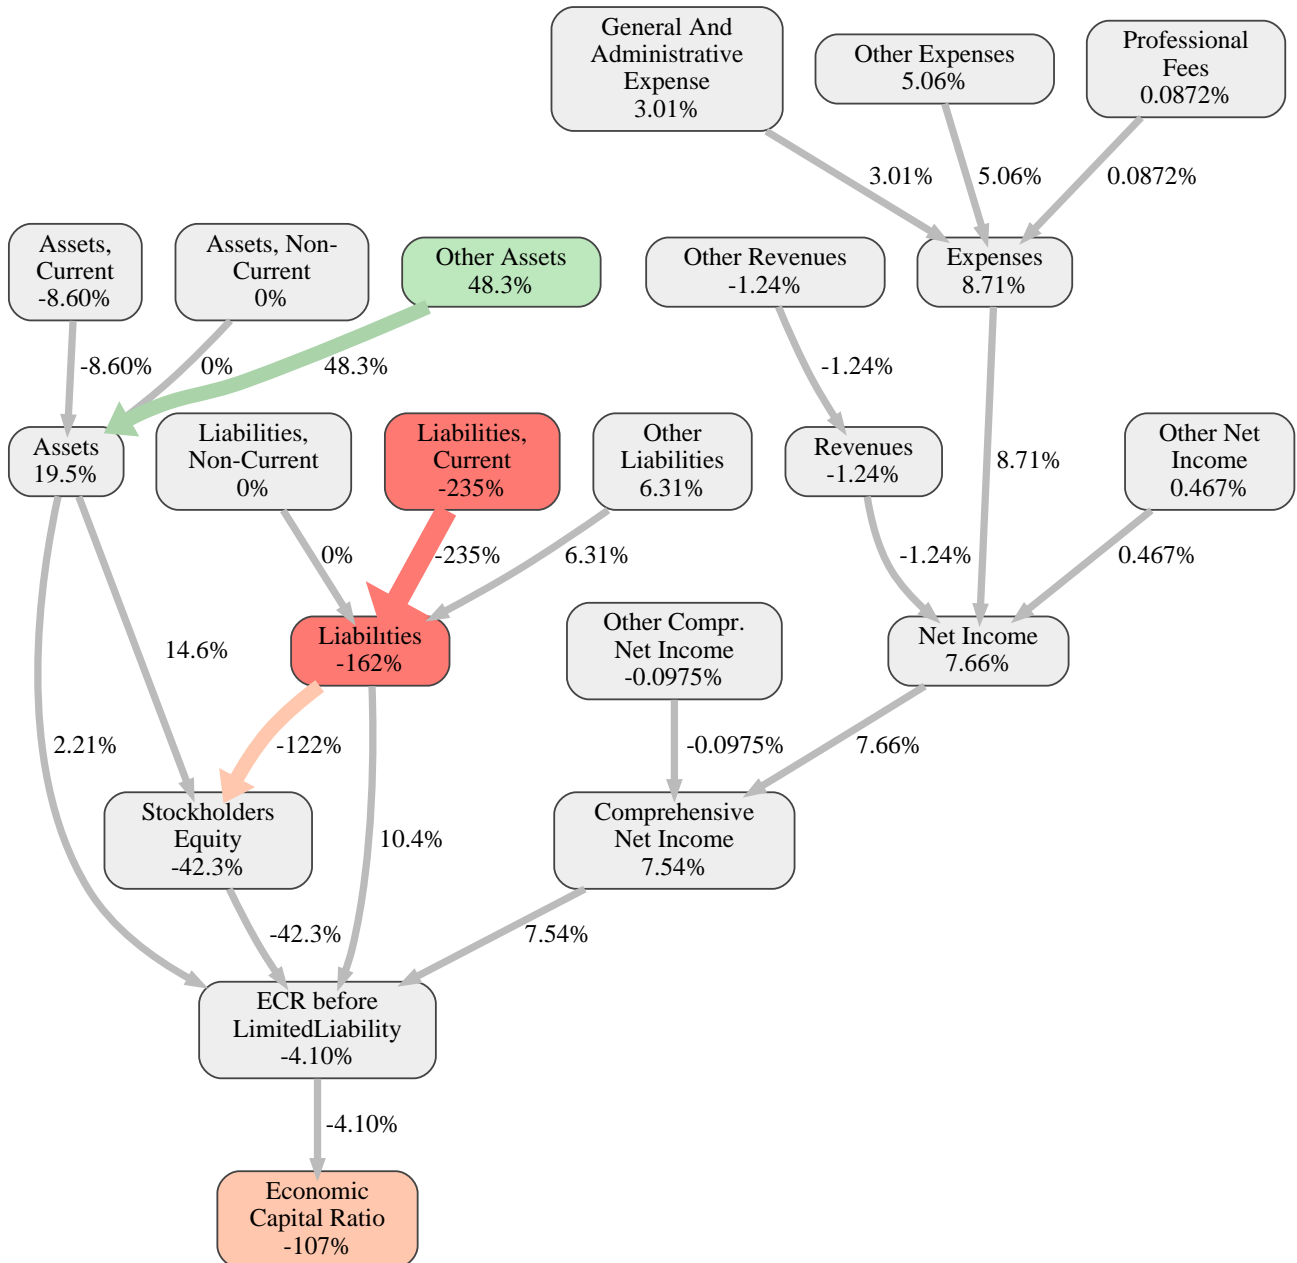 General And
Administrative
Expense
3.01%
Other Expenses
5.06%
Professional
Fees
0.0872%
3.01%
5.06%
0.0872%
Assets,
Current
-8.60%
Assets, Non-
Current
0%
Other Assets
48.3%
Other Revenues
-1.24%
Expenses
8.71%
-8.60%
0%
48.3%
-1.24%
Assets
19.5%
Liabilities,
Non-Current
0%
Liabilities,
Current
-235%
Other
Liabilities
6.31%
Revenues
-1.24%
8.71%
Other Net
Income
0.467%
0%
-235%
6.31%
-1.24%
0.467%
14.6%
Liabilities
-162%
Other Compr.
Net Income
-0.0975%
Net Income
7.66%
2.21%
-122%
-0.0975%
7.66%
Stockholders
Equity
-42.3%
10.4%
Comprehensive
Net Income
7.54%
-42.3%
7.54%
ECR before
LimitedLiability
-4.10%
-4.10%
Economic
Capital Ratio
-107%